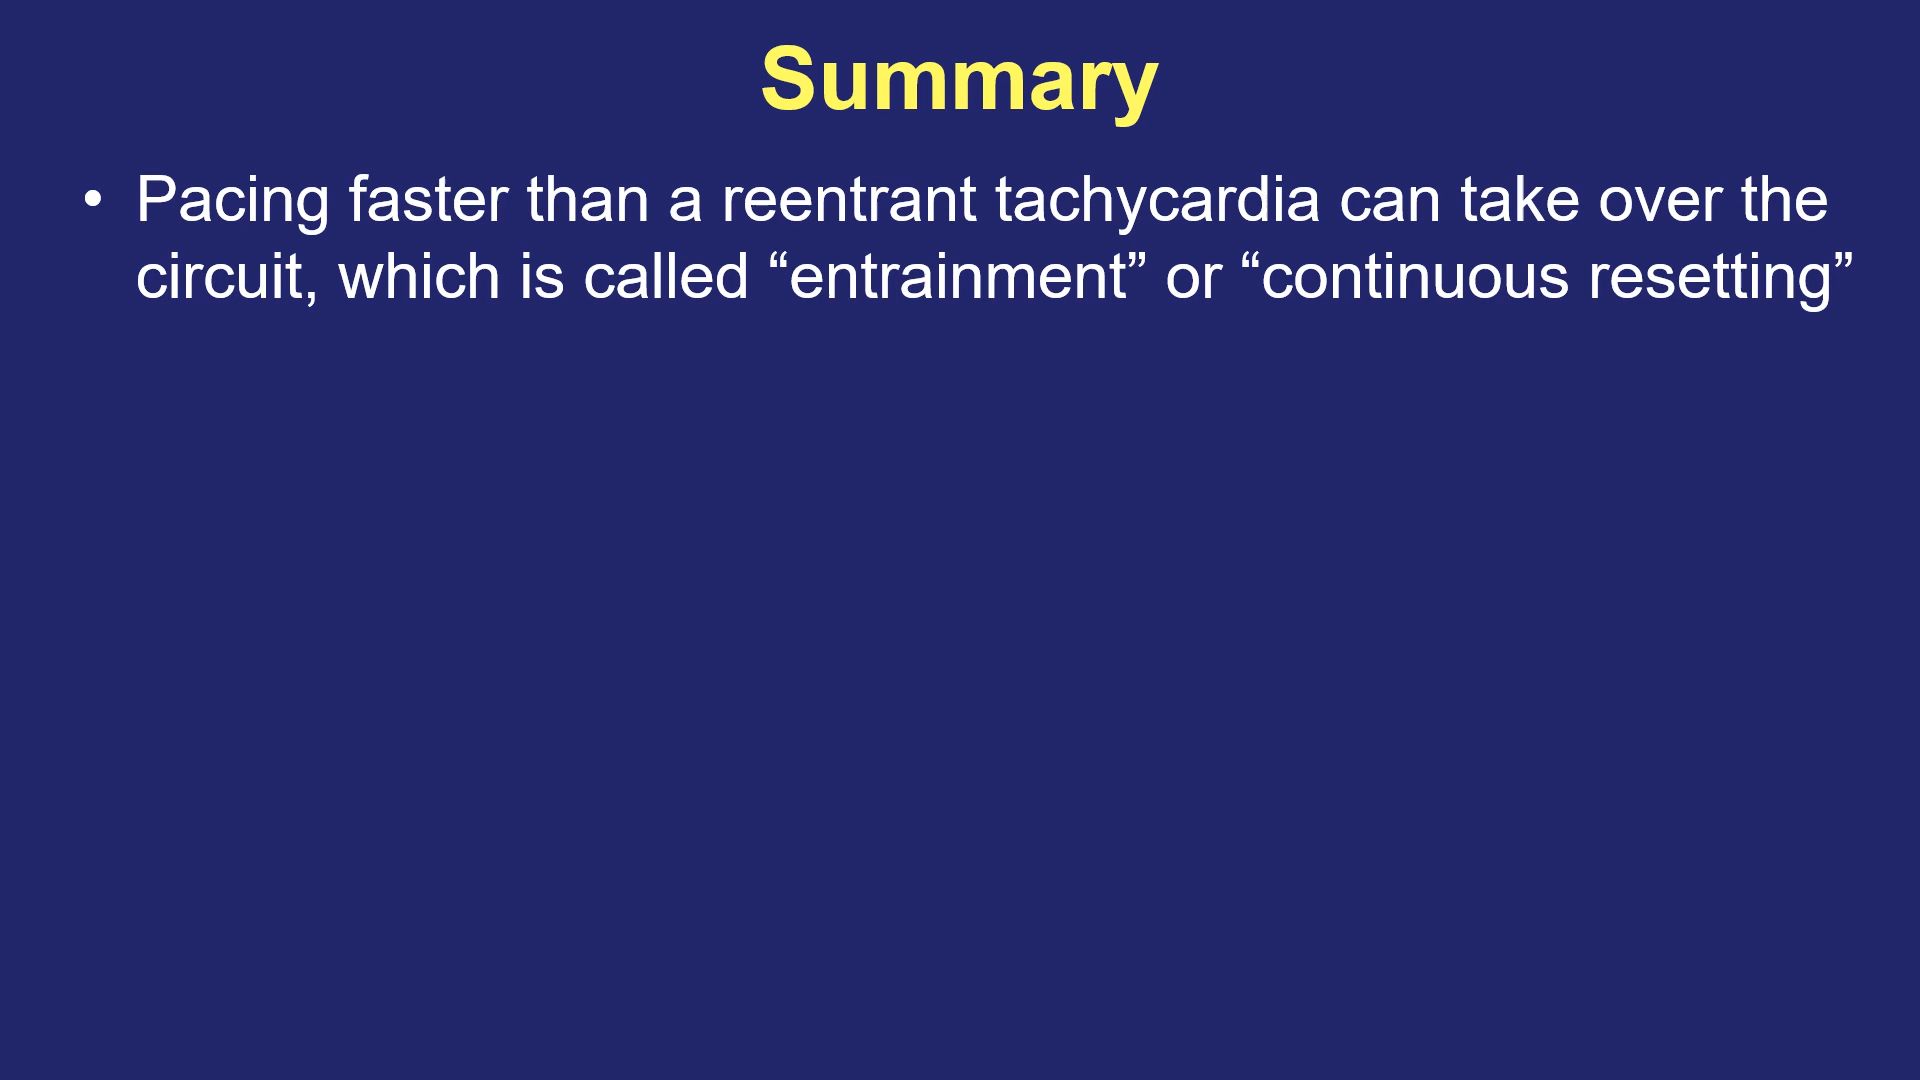 Summary
• Pacing faster than a reentrant tachycardia can take over the
circuit, which is called “entrainment” or “continuous resetting”